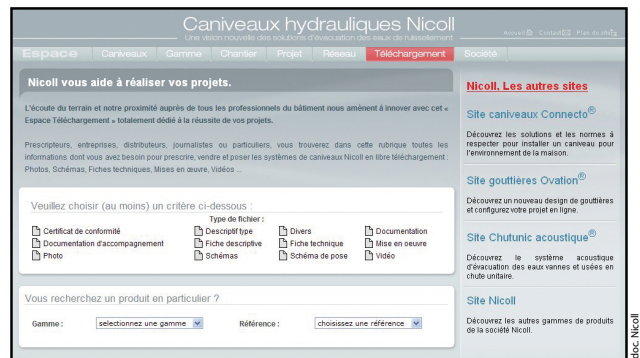 Caniveaux hydrauliques Nicoll
Une vision nouvelle des solutions d'évacuation des eaux de ruissellement
Accueil Contact Plan du site
Espace Caniveaux Gamme Chantier Projet Réseau Téléchargement Société
Nicoll vous aide à réaliser vos projets.
L'écoute du terrain et notre proximité auprès de tous les professionnels du bâtiment nous amènent à innover avec cet «
Espace Téléchargement » totalement dédié à la réussite de vos projets.
Prescripteurs, entreprises, distributeurs, journalistes ou particuliers, vous trouverez dans cette rubrique toutes les
informations dont vous avez besoin pour prescrire, vendre et poser les systèmes de caniveaux Nicoll en libre téléchargement :
Photos, Schémas, Fiches techniques, Mises en œuvre, Vidéos ...
Veuillez choisir (au moins) un critère ci-dessous :
Type de fichier :
Certificat de conformité Descriptif type Divers Documentation
Documentation d'accompagnement Fiche descriptive Fiche technique Mise en oeuvre
Photo Schémas Schéma de pose Vidéo
Vous recherchez un produit en particulier ?
Gamme : selectionnez une gamme Référence : choisissez une référence
Nicoll, Les autres sites
Site caniveaux Connecto®
Découvrez les solutions et les normes à
respecter pour installer un caniveau pour
l'environnement de la maison.
Site gouttières Ovation®
Découvrez un nouveau design de gouttières
et configurez votre projet en ligne.
Site Chutunic acoustique®
Découvrez le système acoustique
d'évacuation des eaux vannes et usées en
chute unitaire.
Site Nicoll
Découvrez les autres gammes de produits
de la société Nicoll.
doc Nicoll